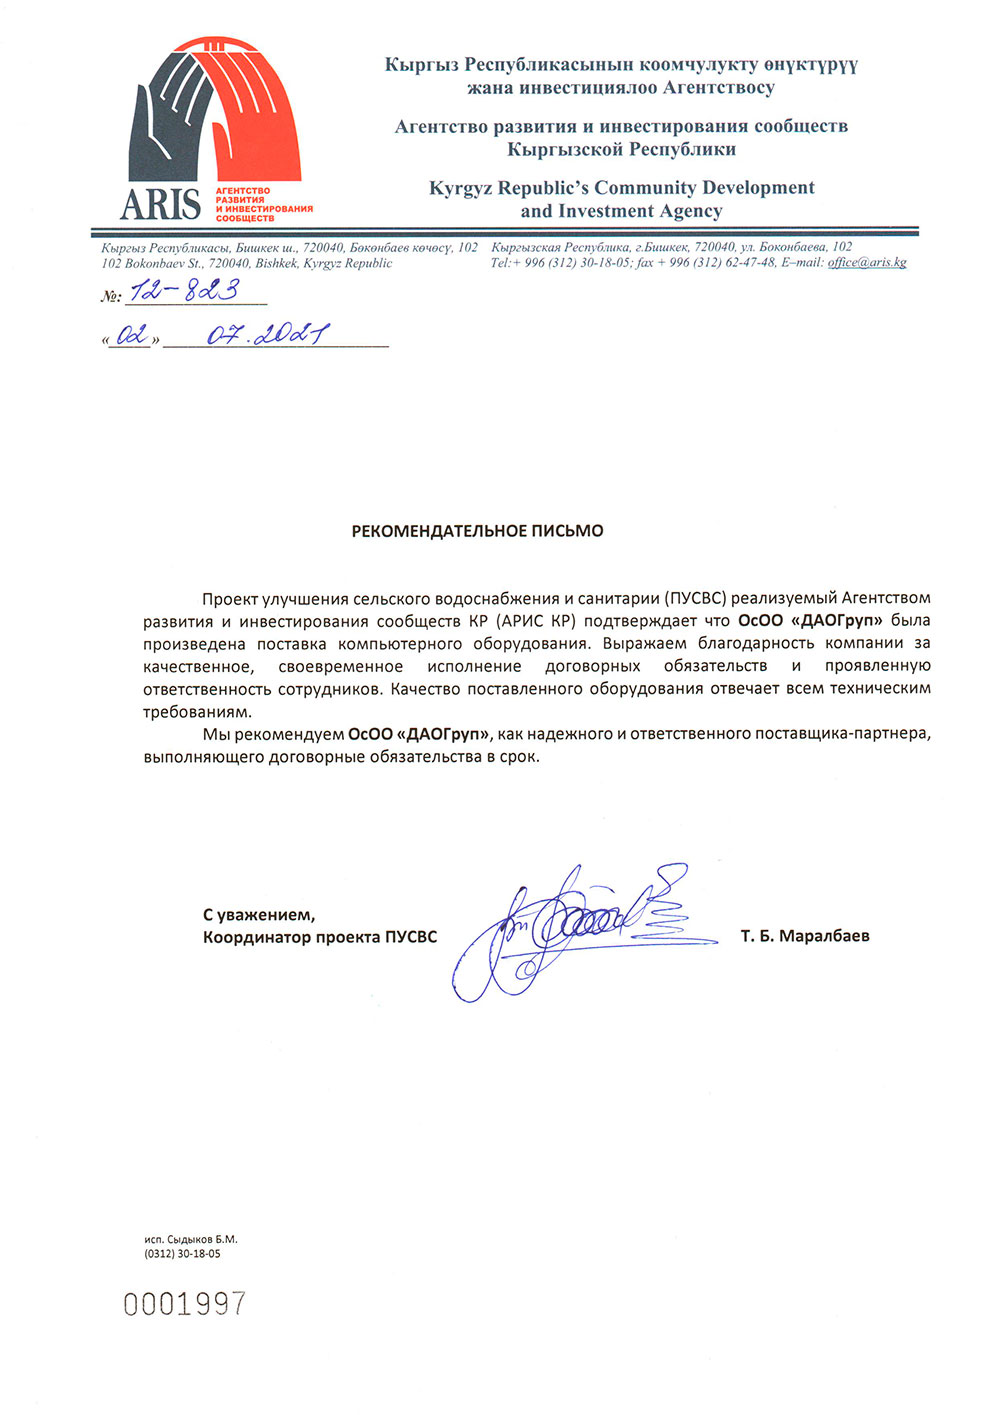 ARIS
АГЕНТСТВО
РАЗВИТИЯ
И ИНВЕСТИРОВАНИЯ
СООБЩЕСТВ
Кыргыз Республикасынын коомчулукту өнүктүрүү
жана инвестициялоо Агентствосу
Агентство развития и инвестирования сообществ
Кыргызской Республики
Kyrgyz Republic’s Community Development
and Investment Agency
Кыргыз Республикасы, Бишкек ш., 720040, Бөкөнбаев көчөсү, 102
102 Bokonbaev St., 720040, Bishkek, Kyrgyz Republic
Кыргызская Республика, г.Бишкек, 720040, ул. Боконбаева, 102
Tel:+ 996 (312) 30-18-05; fax + 996 (312) 62-47-48, E–mail: office@aris.kg
№: 12-823
«02» 07.2021
РЕКОМЕНДАТЕЛЬНОЕ ПИСЬМО
Проект улучшения сельского водоснабжения и санитарии (ПУСВС) реализуемый Агентством
развития и инвестирования сообществ КР (АРИС КР) подтверждает что ОсОО «ДАОГруп» была
произведена поставка компьютерного оборудования. Выражаем благодарность компании за
качественное, своевременное исполнение договорных обязательств и проявленную
ответственность сотрудников. Качество поставленного оборудования отвечает всем техническим
требованиям.
Мы рекомендуем ОсОО «ДАОГруп», как надежного и ответственного поставщика-партнера,
выполняющего договорные обязательства в срок.
С уважением,
Координатор проекта ПУСВС
Т. Б. Маралбаев
исп. Сыдыков Б.М.
(0312) 30-18-05
0001997